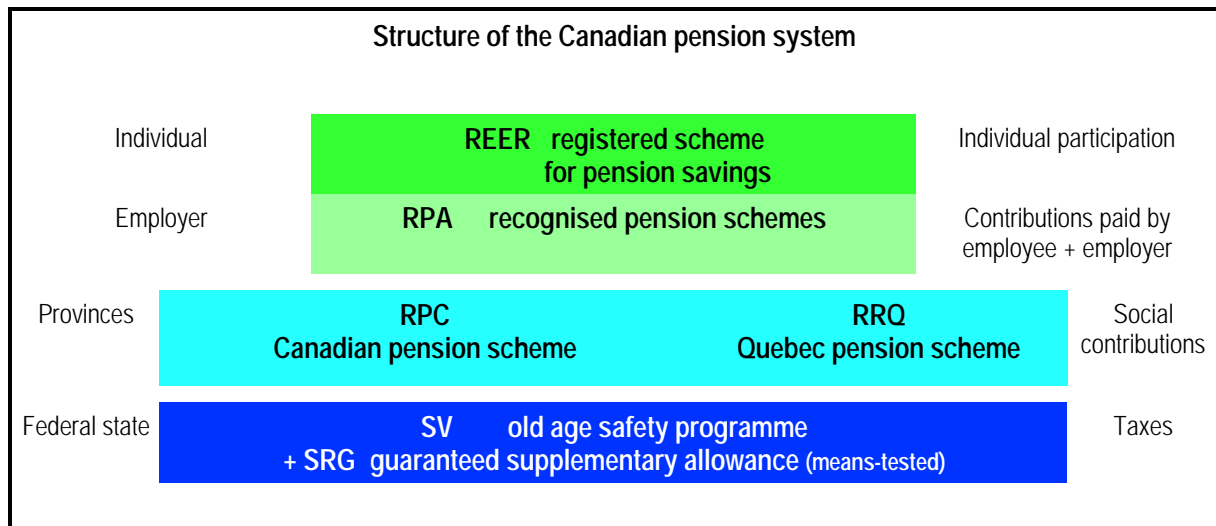 Structure of the Canadian pension system
Individual
REER registered scheme
for pension savings
Individual participation
Employer
RPA recognised pension schemes
Contributions paid by
employee + employer
Provinces
RPC
Canadian pension scheme
RRQ
Quebec pension scheme
Social
contributions
Federal state
SV old age safety programme
+ SRG guaranteed supplementary allowance (means-tested)
Taxes